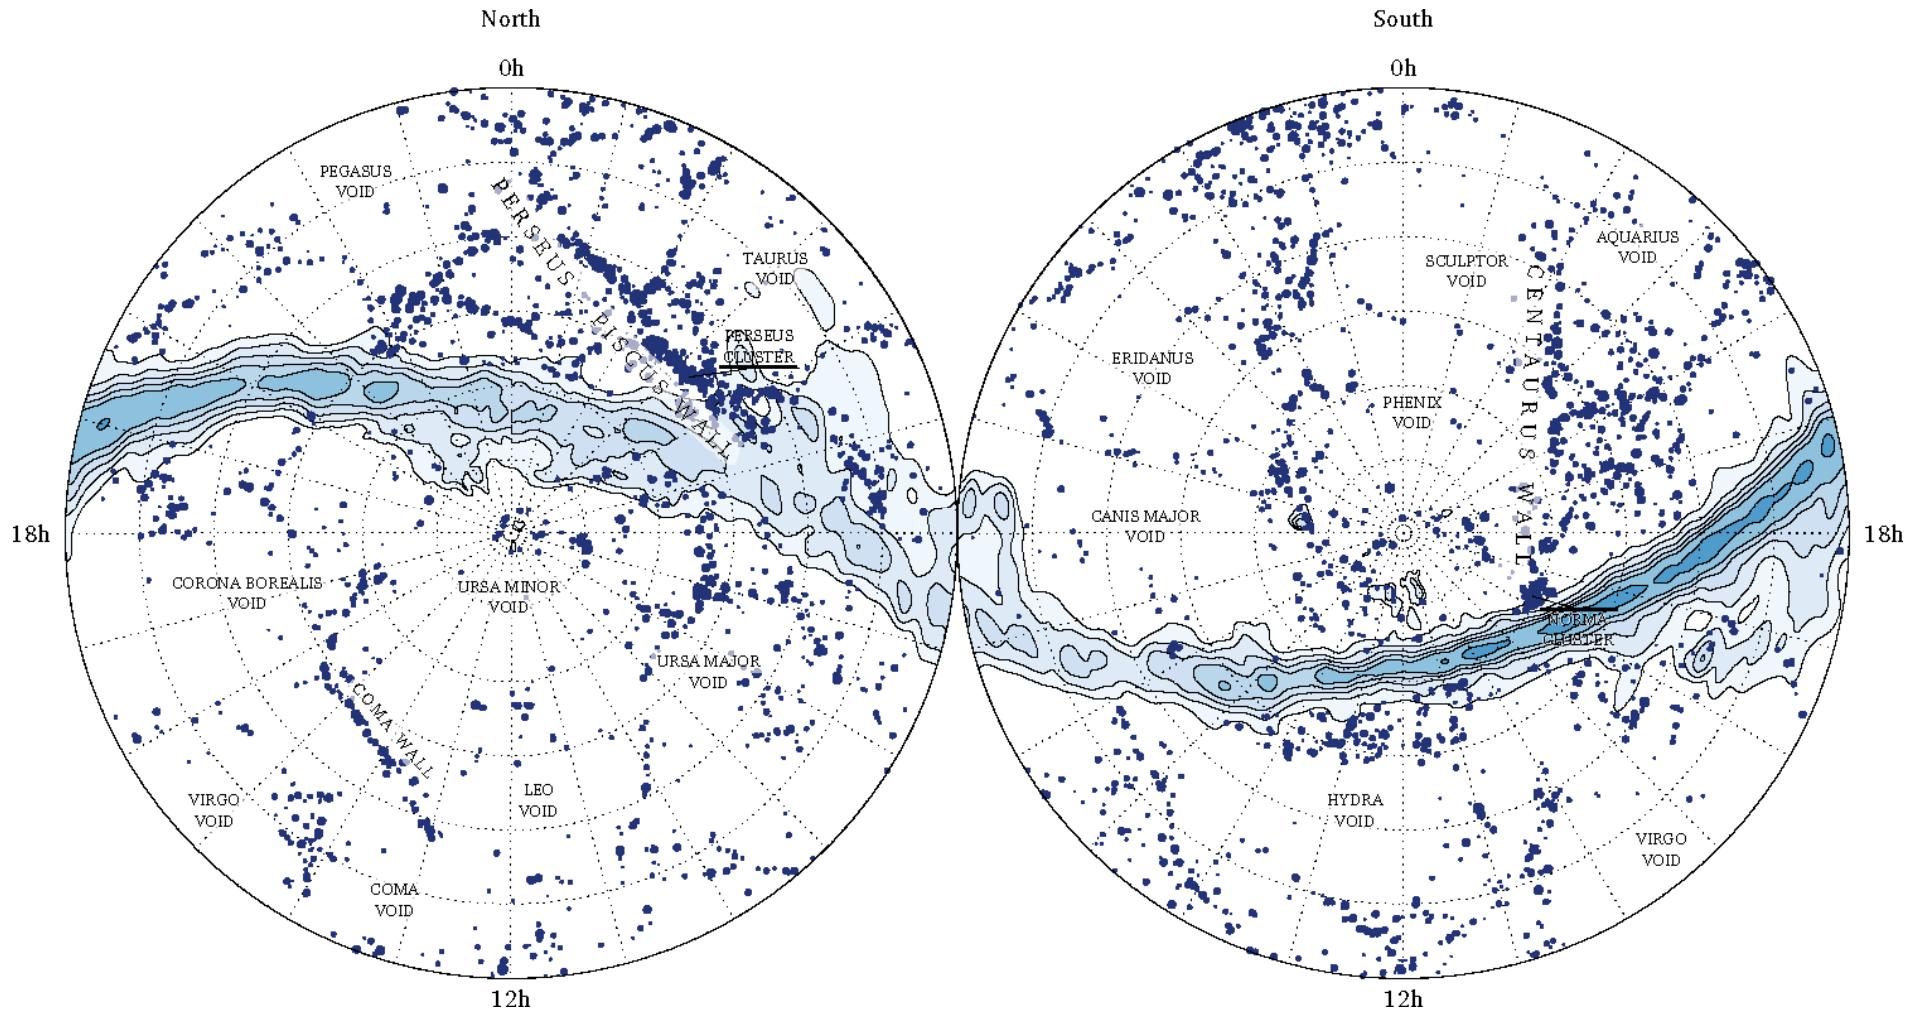 North
0h
PEGASUS
VOID
PERSEUS - PISCUS WALL
TAURUS
VOID
PERSEUS
CLUSTER
18h
CORONA BOREALIS
VOID
URSA MINOR
VOID
URSA MAJOR
VOID
COMA WALL
VIRGO
VOID
LEO
VOID
COMA
VOID
12h
South
0h
AQUARIUS
VOID
SCULPTOR
VOID
CENTAURUS WALL
ERIDANUS
VOID
PHENIX
VOID
CANIS MAJOR
VOID
18h
NORMA
CLUSTER
HYDRA
VOID
VIRGO
VOID
12h